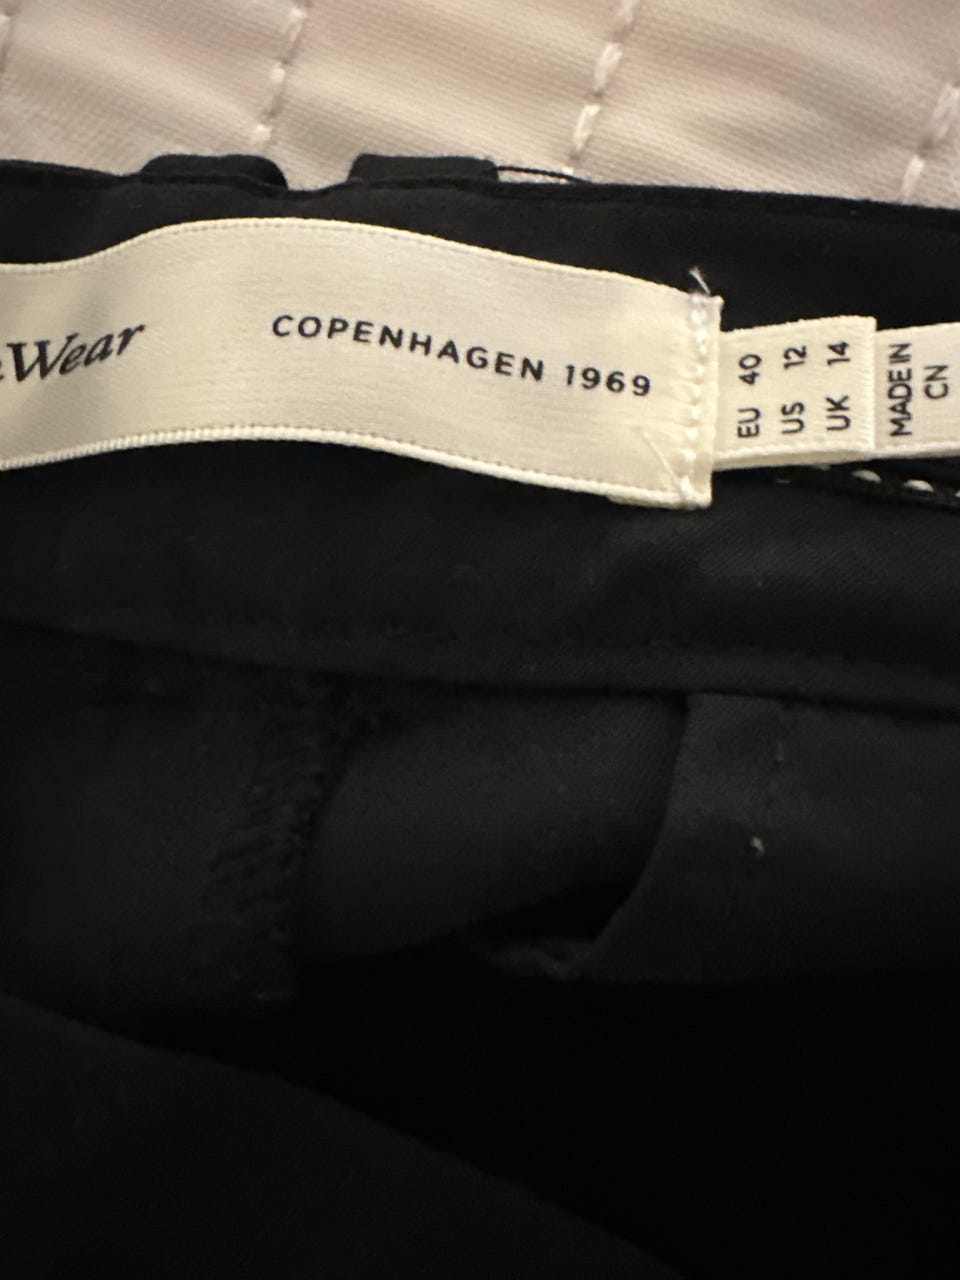 Wear
COPENHAGEN 1969
EU 40
US 12
UK 14
MADE IN
CN